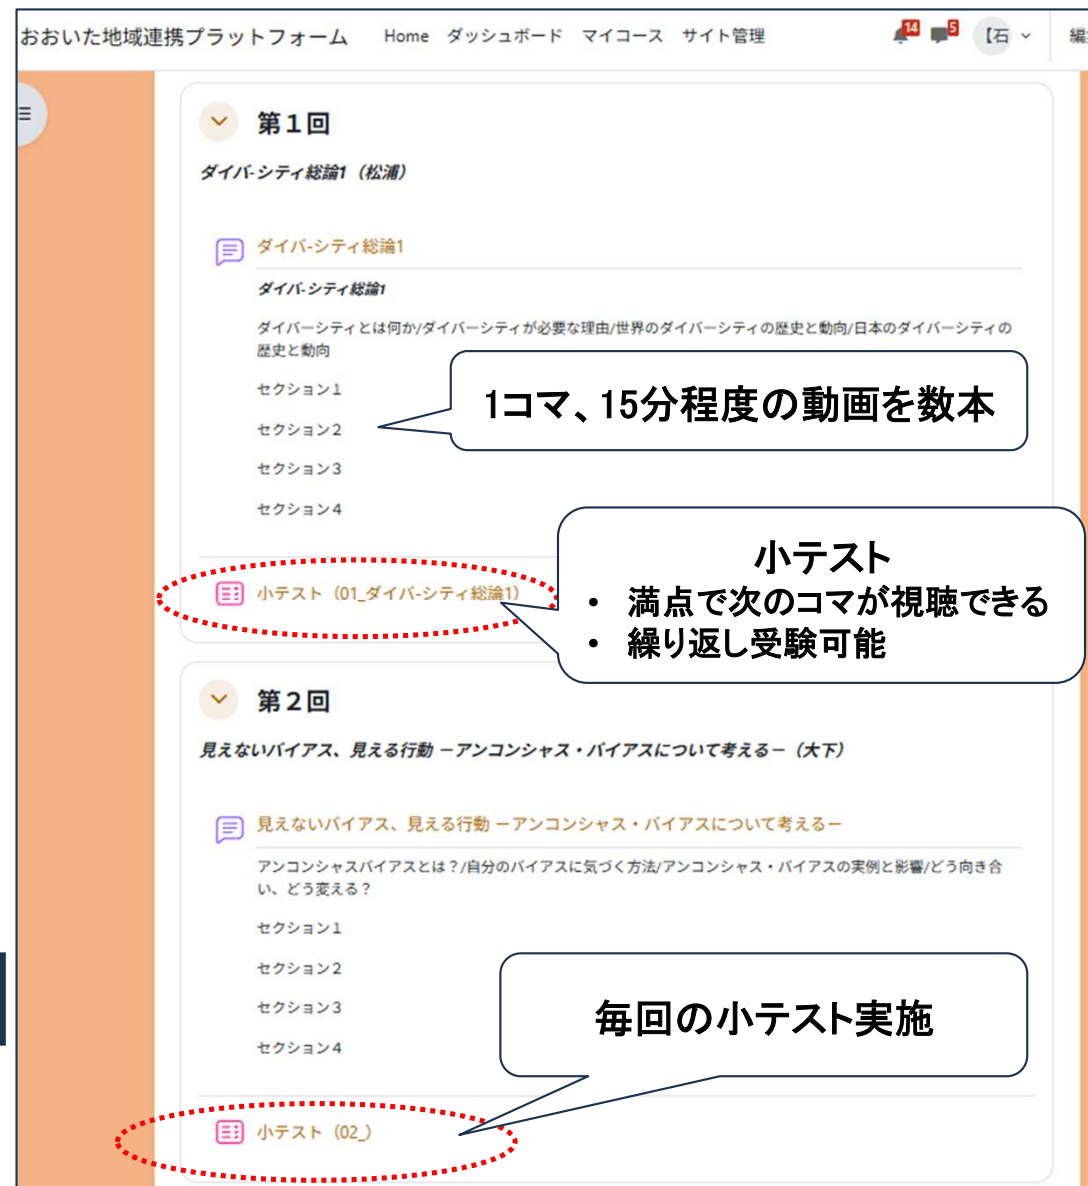 おおいた地域連携プラットフォーム Home ダッシュボード マイコース サイト管理 14 5 【石 編
第１回
ダイバ-シティ総論1（松浦）
ダイバ-シティ総論1
ダイバ-シティ総論1
ダイバーシティとは何か/ダイバーシティが必要な理由/世界のダイバーシティの歴史と動向/日本のダイバーシティの
歴史と動向
セクション１
1コマ、15分程度の動画を数本
セクション２
セクション３
セクション４
小テスト
• 満点で次のコマが視聴できる
• 繰り返し受験可能
小テスト（01_ダイバ-シティ総論1）
第２回
見えないバイアス、見える行動 －アンコンシャス・バイアスについて考える－（大下）
見えないバイアス、見える行動 －アンコンシャス・バイアスについて考える－
アンコンシャスバイアスとは？/自分のバイアスに気づく方法/アンコンシャス・バイアスの実例と影響/どう向き合
い、どう変える？
セクション１
セクション２
セクション３
セクション４
毎回の小テスト実施
小テスト（02_）